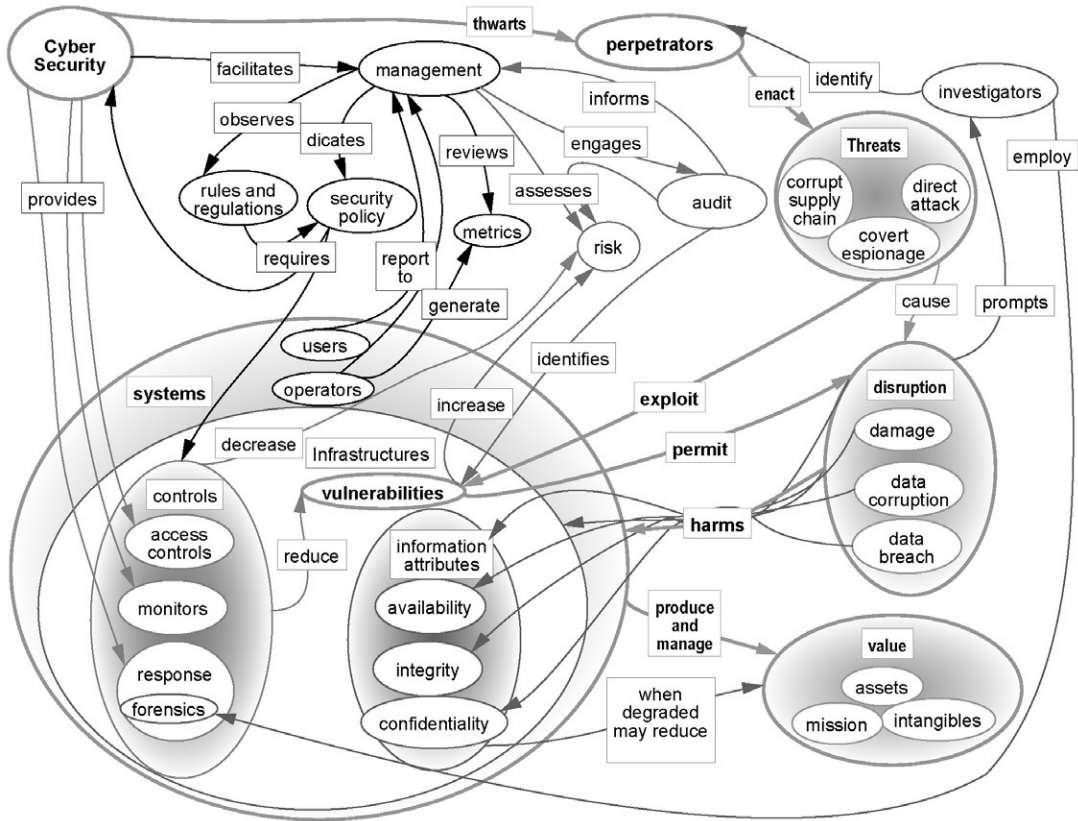 Cyber
Security
thwarts
perpetrators
facilitates
management
identify
investigators
informs
enact
observes
dicates
reviews
engages
Threats
employ
provides
rules and
regulations
security
policy
assesses
audit
corrupt
supply
chain
direct
attack
covert
espionage
metrics
risk
requires
report
to
generate
cause
prompts
users
operators
identifies
systems
increase
exploit
disruption
decrease
Infrastructures
permit
damage
controls
vulnerabilities
data
corruption
access
controls
reduce
information
attributes
harms
data
breach
monitors
availability
produce
and
manage
value
response
integrity
assets
forensics
confidentiality
when
degraded
may reduce
mission
intangibles